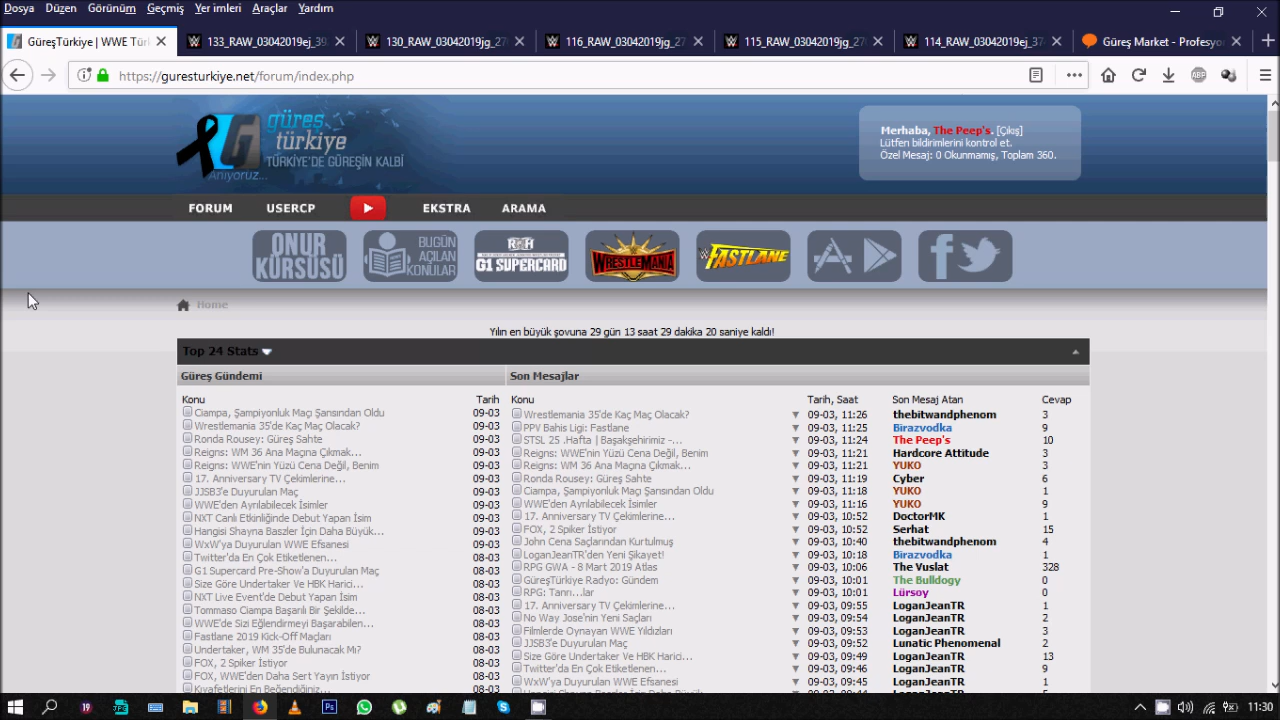 Dosya Düzen Görünüm Geçmiş Yer imleri Araçlar Yardım
GüreşTürkiye | WWE Tür 133_RAW_03042019ej_39 130_RAW_03042019jg_27 116_RAW_03042019jg_27 115_RAW_03042019jg_27 114_RAW_03042019ej_37 Güreş Market - Profesyo
https://guresturkiye.net/forum/index.php
ABP
güreş
türkiye
TÜRKİYE'DE GÜREŞİN KALBİ
Anıyoruz...
Merhaba, The Peep's. [Çıkış]
Lütfen bildirimlerini kontrol et.
Özel Mesaj: 0 Okunmamış, Toplam 360.
FORUM USERCP EKSTRA ARAMA
ONUR KÜRSÜSÜ
BUGÜN AÇILAN KONULAR
ROH
G1 SUPERCARD
WRESTLEMANIA
FASTLANE
Home
Yılın en büyük şovuna 29 gün 13 saat 29 dakika 20 saniye kaldı!
Top 24 Stats
Güreş Gündemi Son Mesajlar
Konu Tarih Konu Tarih, Saat Son Mesaj Atan Cevap
Ciampa, Şampiyonluk Maçı Şansından Oldu 09-03
Wrestlemania 35'de Kaç Maç Olacak? 09-03
Ronda Rousey: Güreş Sahte 09-03
Reigns: WM 36 Ana Maçına Çıkmak... 09-03
Reigns: WWE'nin Yüzü Cena Değil, Benim 09-03
17. Anniversary TV Çekimlerine... 09-03
JJSB3'e Duyurulan Maç 09-03
WWE'den Ayrılabilecek İsimler 09-03
NXT Canlı Etkinliğinde Debut Yapan İsim 09-03
Hangisi Shayna Baszler İçin Daha Büyük... 09-03
WxW'ya Duyurulan WWE Efsanesi 09-03
Twitter'da En Çok Etiketlenen... 08-03
G1 Supercard Pre-Show'a Duyurulan Maç 08-03
Size Göre Undertaker Ve HBK Harici... 08-03
NXT Live Event'de Debut Yapan İsim 08-03
Tommaso Ciampa Başarılı Bir Şekilde... 08-03
WWE'de Sizi Eğlendirmeyi Başarabilen... 08-03
Fastlane 2019 Kick-Off Maçları 08-03
Undertaker, WM 35'de Bulunacak Mı? 08-03
FOX, 2 Spiker İstiyor 08-03
FOX, WWE'den Daha Sert Yayın İstiyor 08-03
Kıyafetlerini En Beğendiğiniz... 08-03
Wrestlemania 35'de Kaç Maç Olacak? 09-03, 11:26 thebitwandphenom 3
PPV Bahis Ligi: Fastlane 09-03, 11:25 Birazvodka 9
STSL 25 .Hafta | Başakşehirimiz -... 09-03, 11:24 The Peep's 10
Reigns: WWE'nin Yüzü Cena Değil, Benim 09-03, 11:21 Hardcore Attitude 3
Reigns: WM 36 Ana Maçına Çıkmak... 09-03, 11:21 YUKO 3
Ronda Rousey: Güreş Sahte 09-03, 11:19 Cyber 6
Ciampa, Şampiyonluk Maçı Şansından Oldu 09-03, 11:18 YUKO 1
WWE'den Ayrılabilecek İsimler 09-03, 11:16 YUKO 9
17. Anniversary TV Çekimlerine... 09-03, 10:52 DoctorMK 1
FOX, 2 Spiker İstiyor 09-03, 10:52 Serhat 15
John Cena Saçlarından Kurtulmuş 09-03, 10:40 thebitwandphenom 4
LoganJeanTR'den Yeni Şikayet! 09-03, 10:18 Birazvodka 1
RPG GWA - 8 Mart 2019 Atlas 09-03, 10:06 The Vuslat 328
GüreşTürkiye Radyo: Gündem 09-03, 10:01 The Bulldogy 0
RPG: Tanrı...lar 09-03, 10:01 Lürsoy 0
17. Anniversary TV Çekimlerine... 09-03, 09:55 LoganJeanTR 1
No Way Jose'nin Yeni Saçları 09-03, 09:54 LoganJeanTR 2
Filmlerde Oynayan WWE Yıldızları 09-03, 09:53 LoganJeanTR 3
JJSB3'e Duyurulan Maç 09-03, 09:52 Lunatic Phenomenal 2
Size Göre Undertaker Ve HBK Harici... 09-03, 09:49 LoganJeanTR 13
Twitter'da En Çok Etiketlenen... 09-03, 09:46 LoganJeanTR 9
WxW'ya Duyurulan WWE Efsanesi 09-03, 09:45 LoganJeanTR 1
11:30